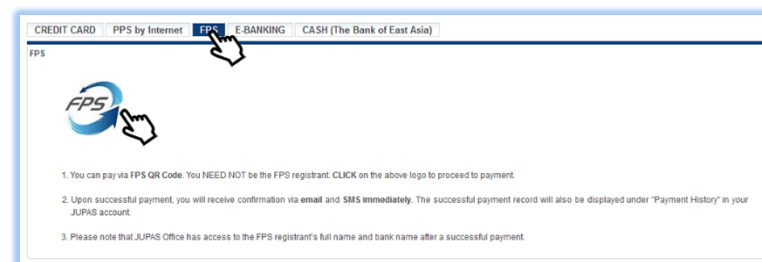 CREDIT CARD PPS by Internet FPS E-BANKING CASH (The Bank of East Asia)
FPS
FPS
1. You can pay via FPS QR Code. You NEED NOT be the FPS registrant. CLICK on the above logo to proceed to payment.
2. Upon successful payment, you will receive confirmation via email and SMS immediately. The successful payment record will also be displayed under "Payment History" in your
JUPAS account.
3. Please note that JUPAS Office has access to the FPS registrant's full name and bank name after a successful payment.